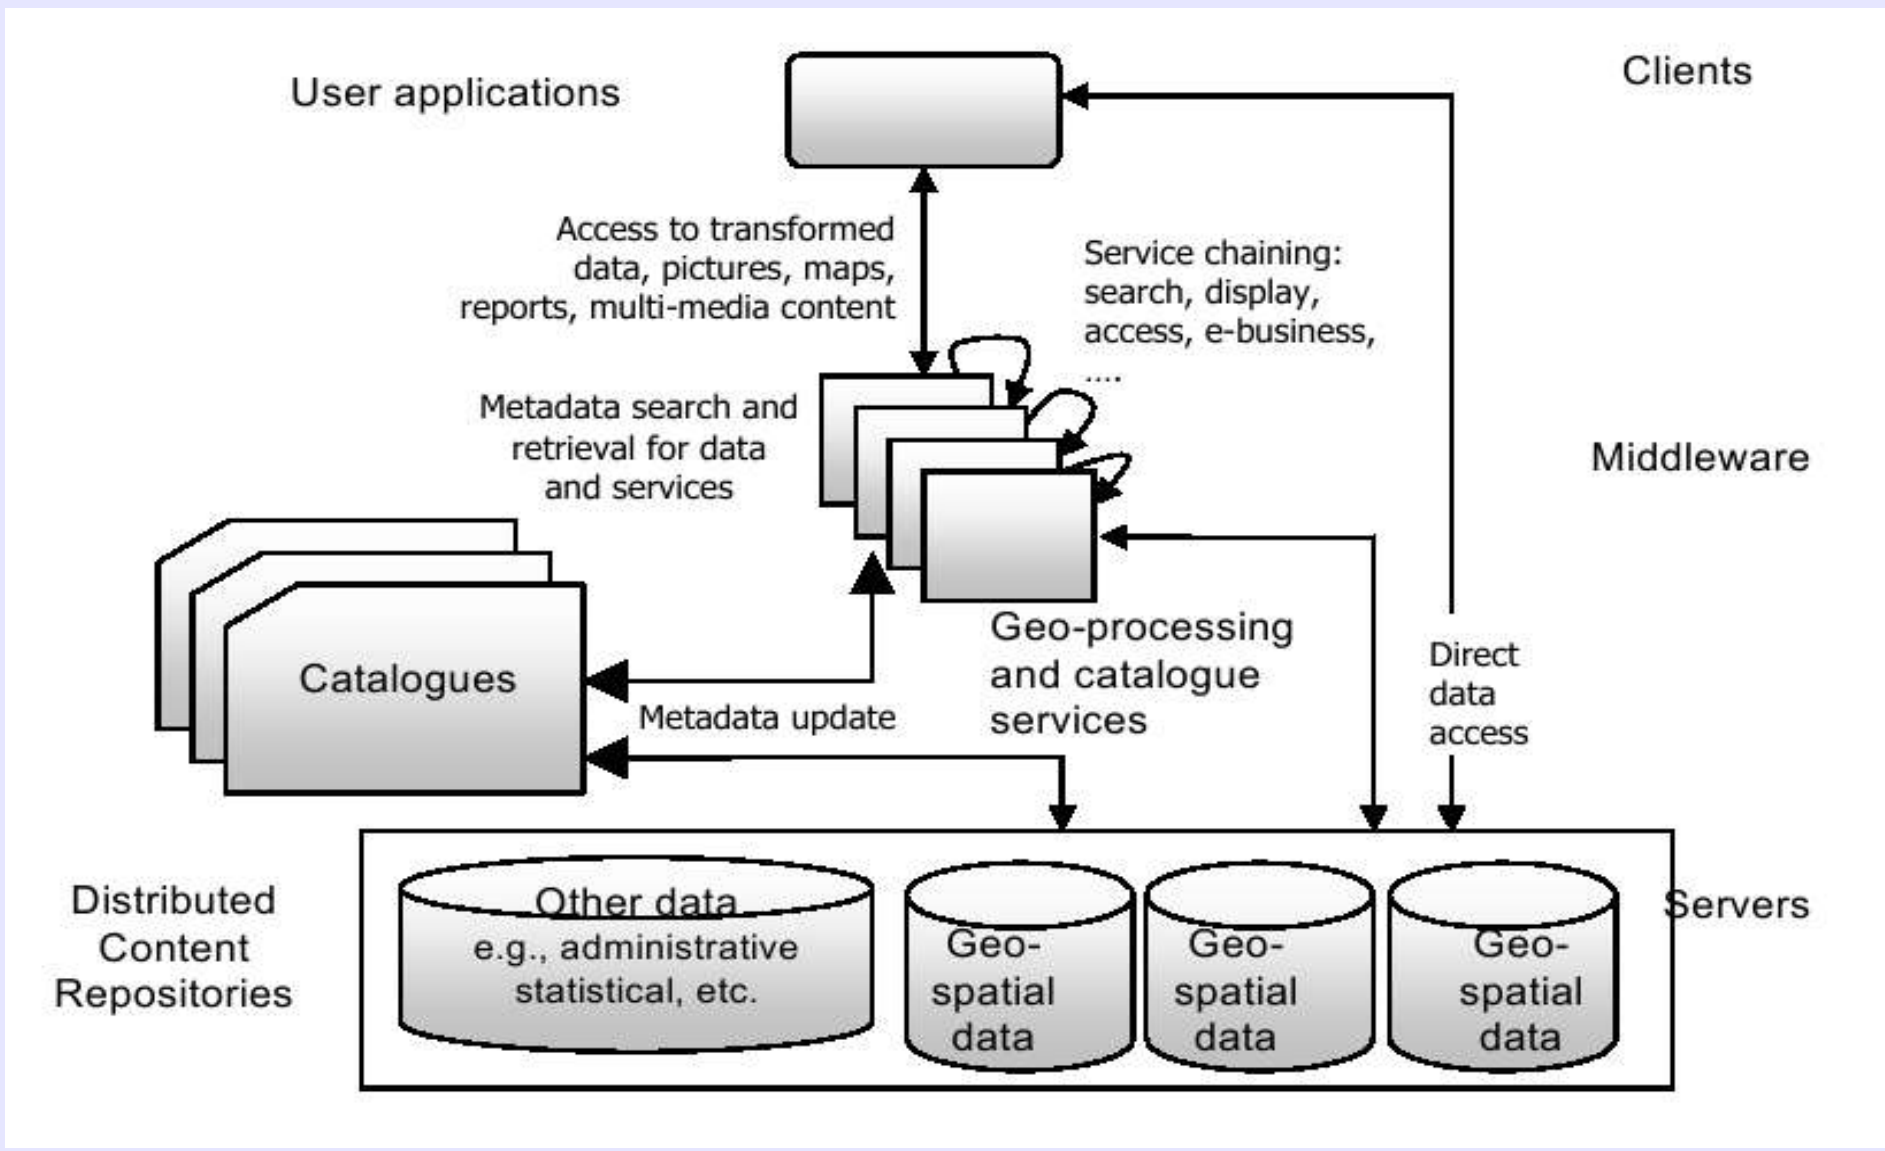 User applications
Clients
Access to transformed
data, pictures, maps,
reports, multi-media content
Service chaining:
search, display,
access, e-business,
....
Metadata search and
retrieval for data
and services
Middleware
Catalogues
Geo-processing
and catalogue
services
Metadata update
Direct
data
access
Distributed
Content
Repositories
Other data
e.g., administrative
statistical, etc.
Geo-
spatial
data
Geo-
spatial
data
Geo-
spatial
data
Servers